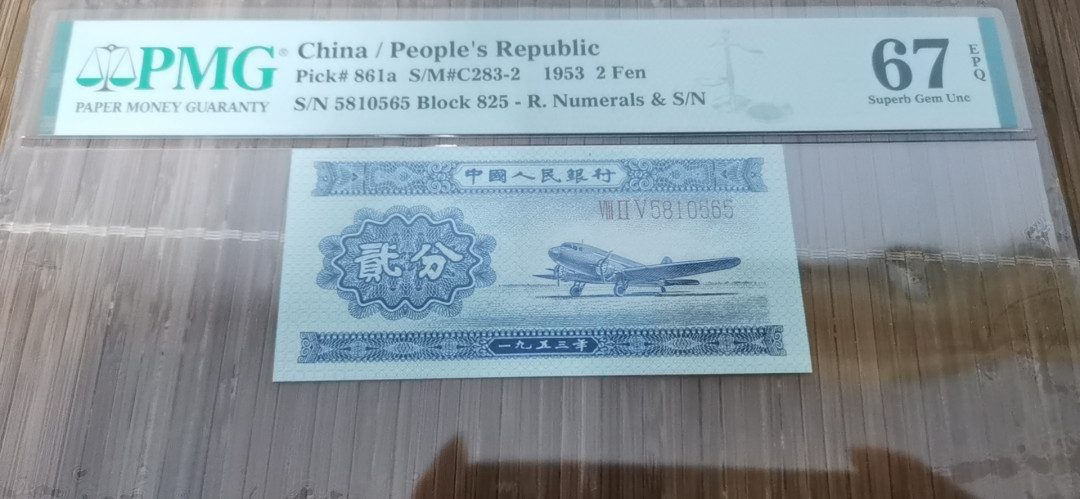 PMG®
PAPER MONEY GUARANTY
China / People's Republic
Pick# 861a S/M#C283-2 1953 2 Fen
S/N 5810565 Block 825 - R. Numerals & S/N
67
EPQ
Superb Gem Unc
中國人民銀行
VIII II V 5810565
貳分
一九五三年